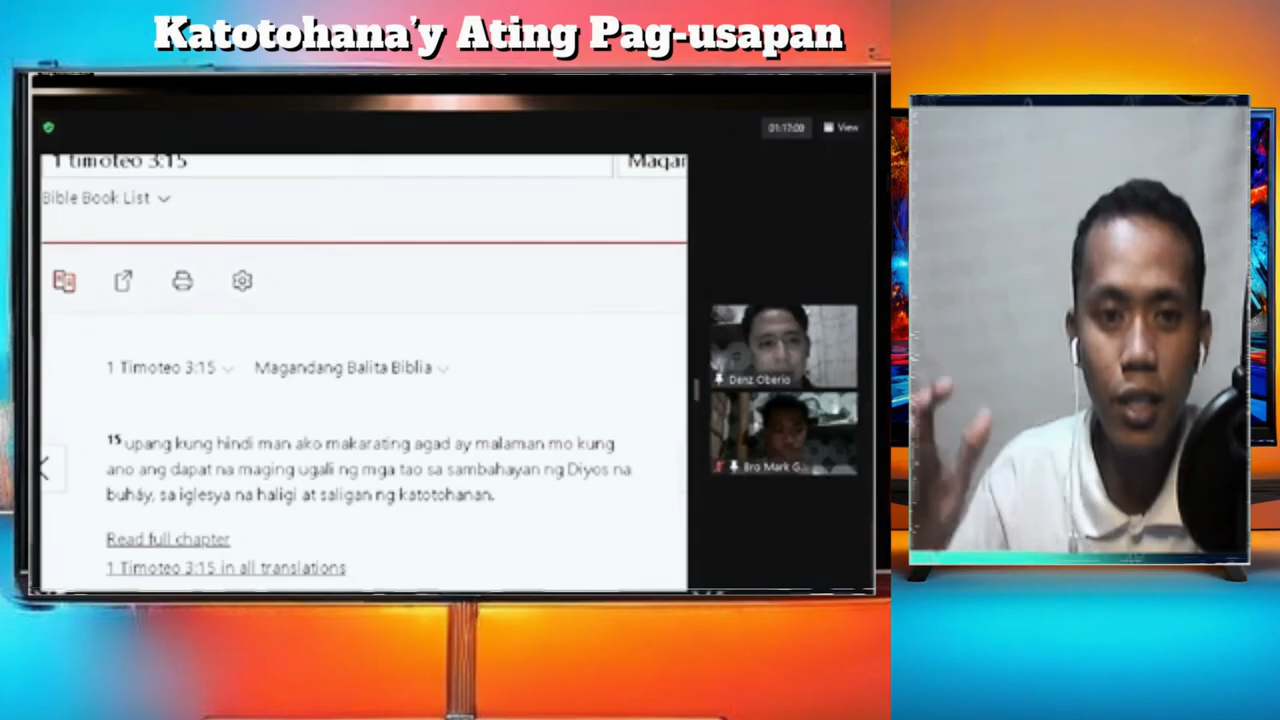 Katotohana'y Ating Pag-usapan
01:17:00
View
1 timoteo 3:15
Magan
Bible Book List
1 Timoteo 3:15
Magandang Balita Biblia
15 upang kung hindi man ako makarating agad ay malaman mo kung
ano ang dapat na maging ugali ng mga tao sa sambahayan ng Diyos na
buháy, sa iglesya na haligi at saligan ng katotohanan.
Read full chapter
1 Timoteo 3:15 in all translations
Denz Oberio
Bro Mark G...